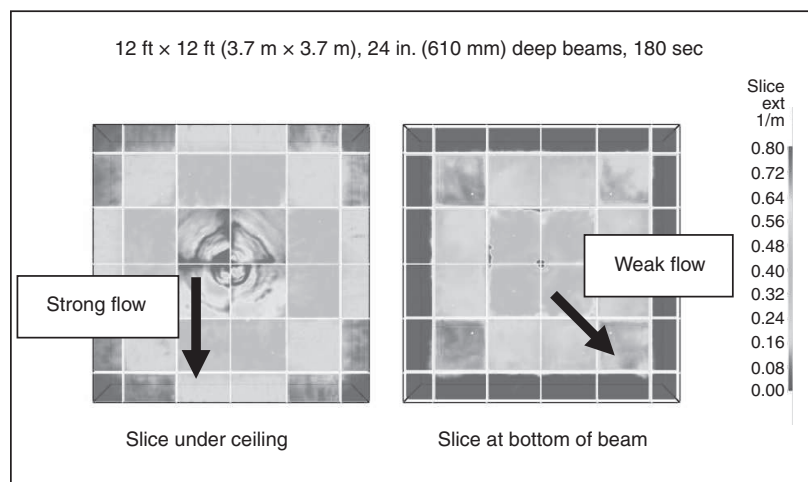 12 ft × 12 ft (3.7 m × 3.7 m), 24 in. (610 mm) deep beams, 180 sec
Slice
ext
1/m
0.80
0.72
0.64
0.56
0.48
0.40
0.32
0.24
0.16
0.08
0.00
Strong flow
Weak flow
Slice under ceiling
Slice at bottom of beam